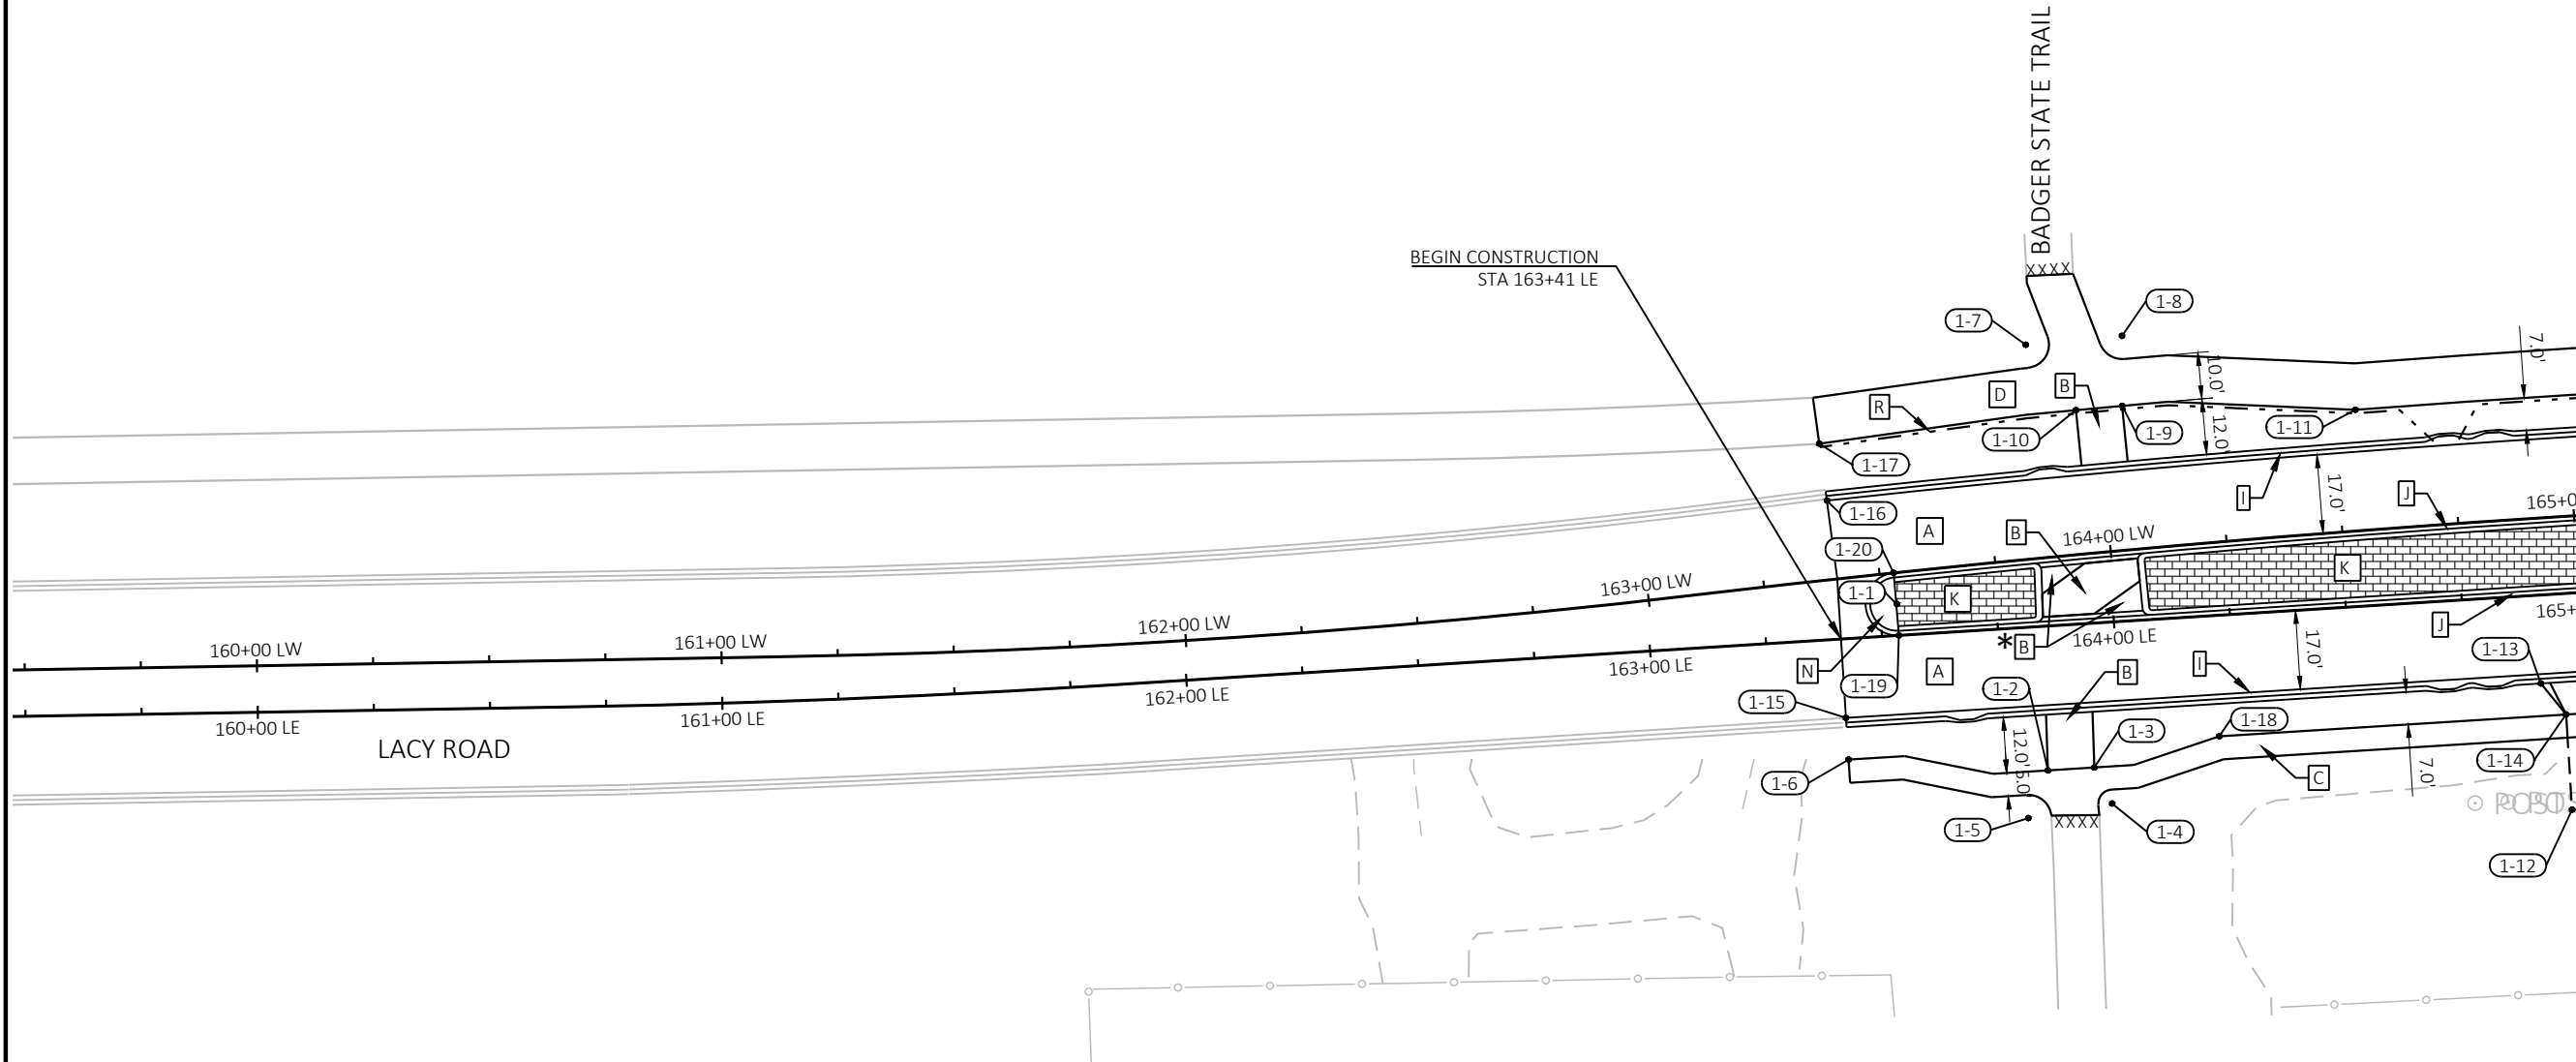 BADGER STATE TRAIL
BEGIN CONSTRUCTION
STA 163+41 LE
XXXX
1-7
1-8
7.0'
10.0'
D
B
R
1-10
1-9
12.0'
1-11
1-17
I
17.0'
J
165+0
1-16
A
B
164+00 LW
1-20
K
163+00 LW
1-1
K
165+
J
162+00 LW
161+00 LW
160+00 LW
*
B
164+00 LE
17.0'
1-13
163+00 LE
N
1-19
A
1-2
B
I
162+00 LE
1-15
161+00 LE
160+00 LE
1-18
1-3
LACY ROAD
12.0'
5.0'
1-6
C
7.0'
1-14
POST
1-5
XXXX
1-4
1-12